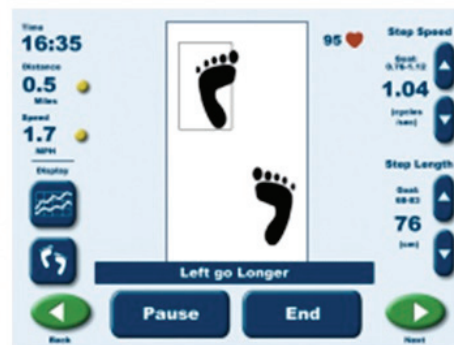 Time
16:35
Distance
0.5
Miles
Speed
1.7
MPH
Display
Back
95
Left go Longer
Pause
End
Step Speed
Goal:
0.76-1.12
1.04
(cycles
/sec)
Step Length
Goal:
68-83
76
(cm)
Next